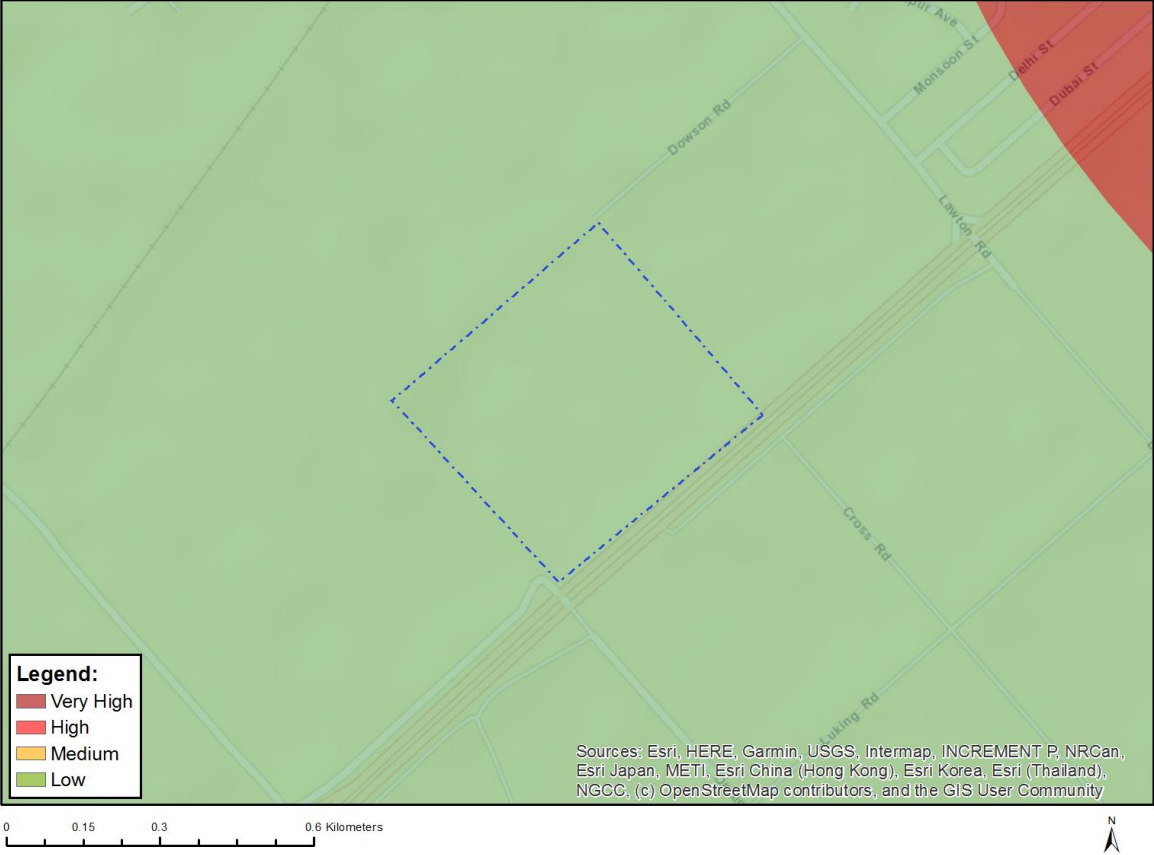 Ave
Monsoon St
Delhi St
Dubai St
Dowson Rd
Lawton Rd
Cross Rd
Luking Rd
Legend:
Very High
High
Medium
Low
Sources: Esri, HERE, Garmin, USGS, Intermap, INCREMENT P, NRCan,
Esri Japan, METI, Esri China (Hong Kong), Esri Korea, Esri (Thailand),
NGCC, (c) OpenStreetMap contributors, and the GIS User Community
0 0.15 0.3 0.6 Kilometers
N